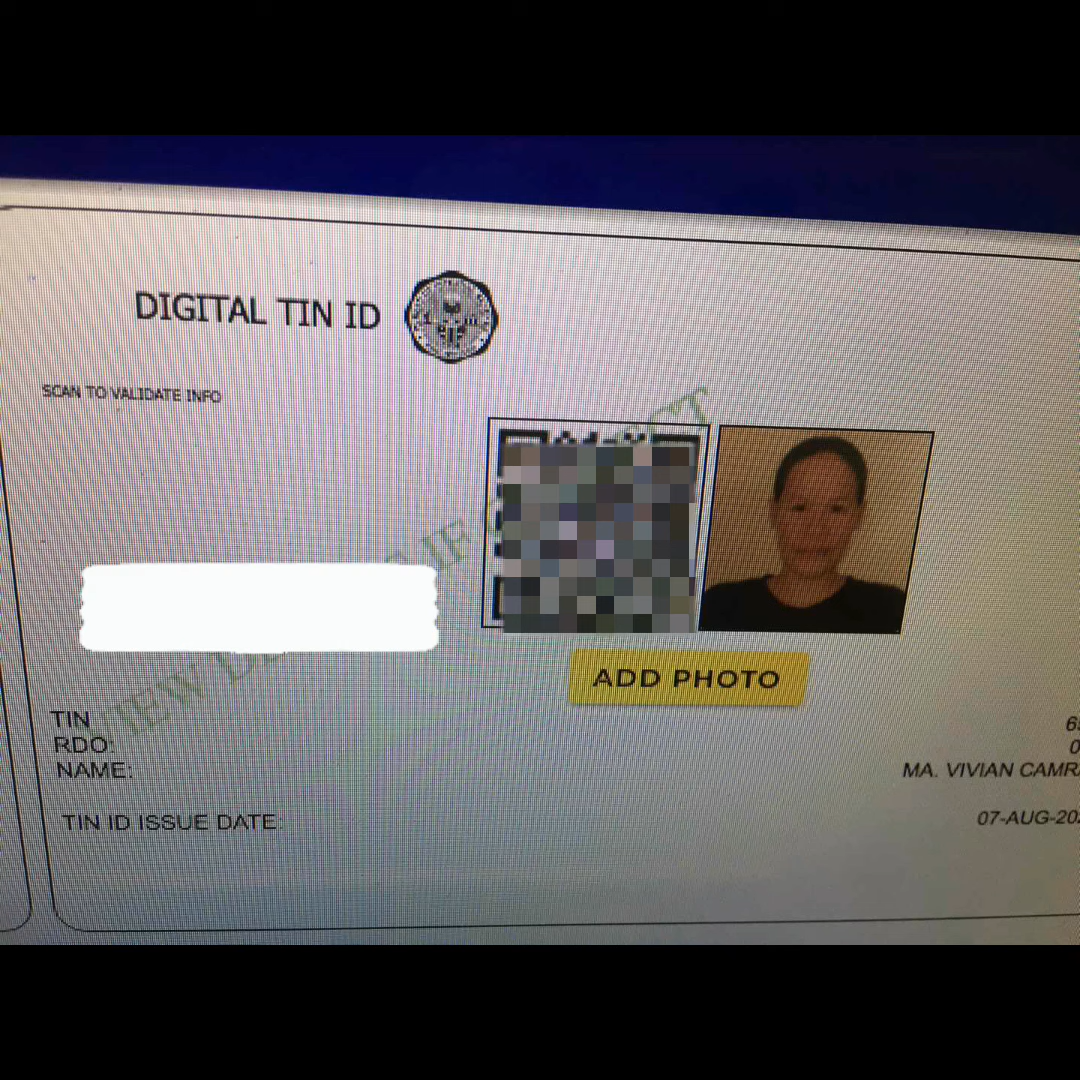 DIGITAL TIN ID
SCAN TO VALIDATE INFO
ADD PHOTO
TIN
RDO:
NAME: MA. VIVIAN CAMR
TIN ID ISSUE DATE: 07-AUG-20